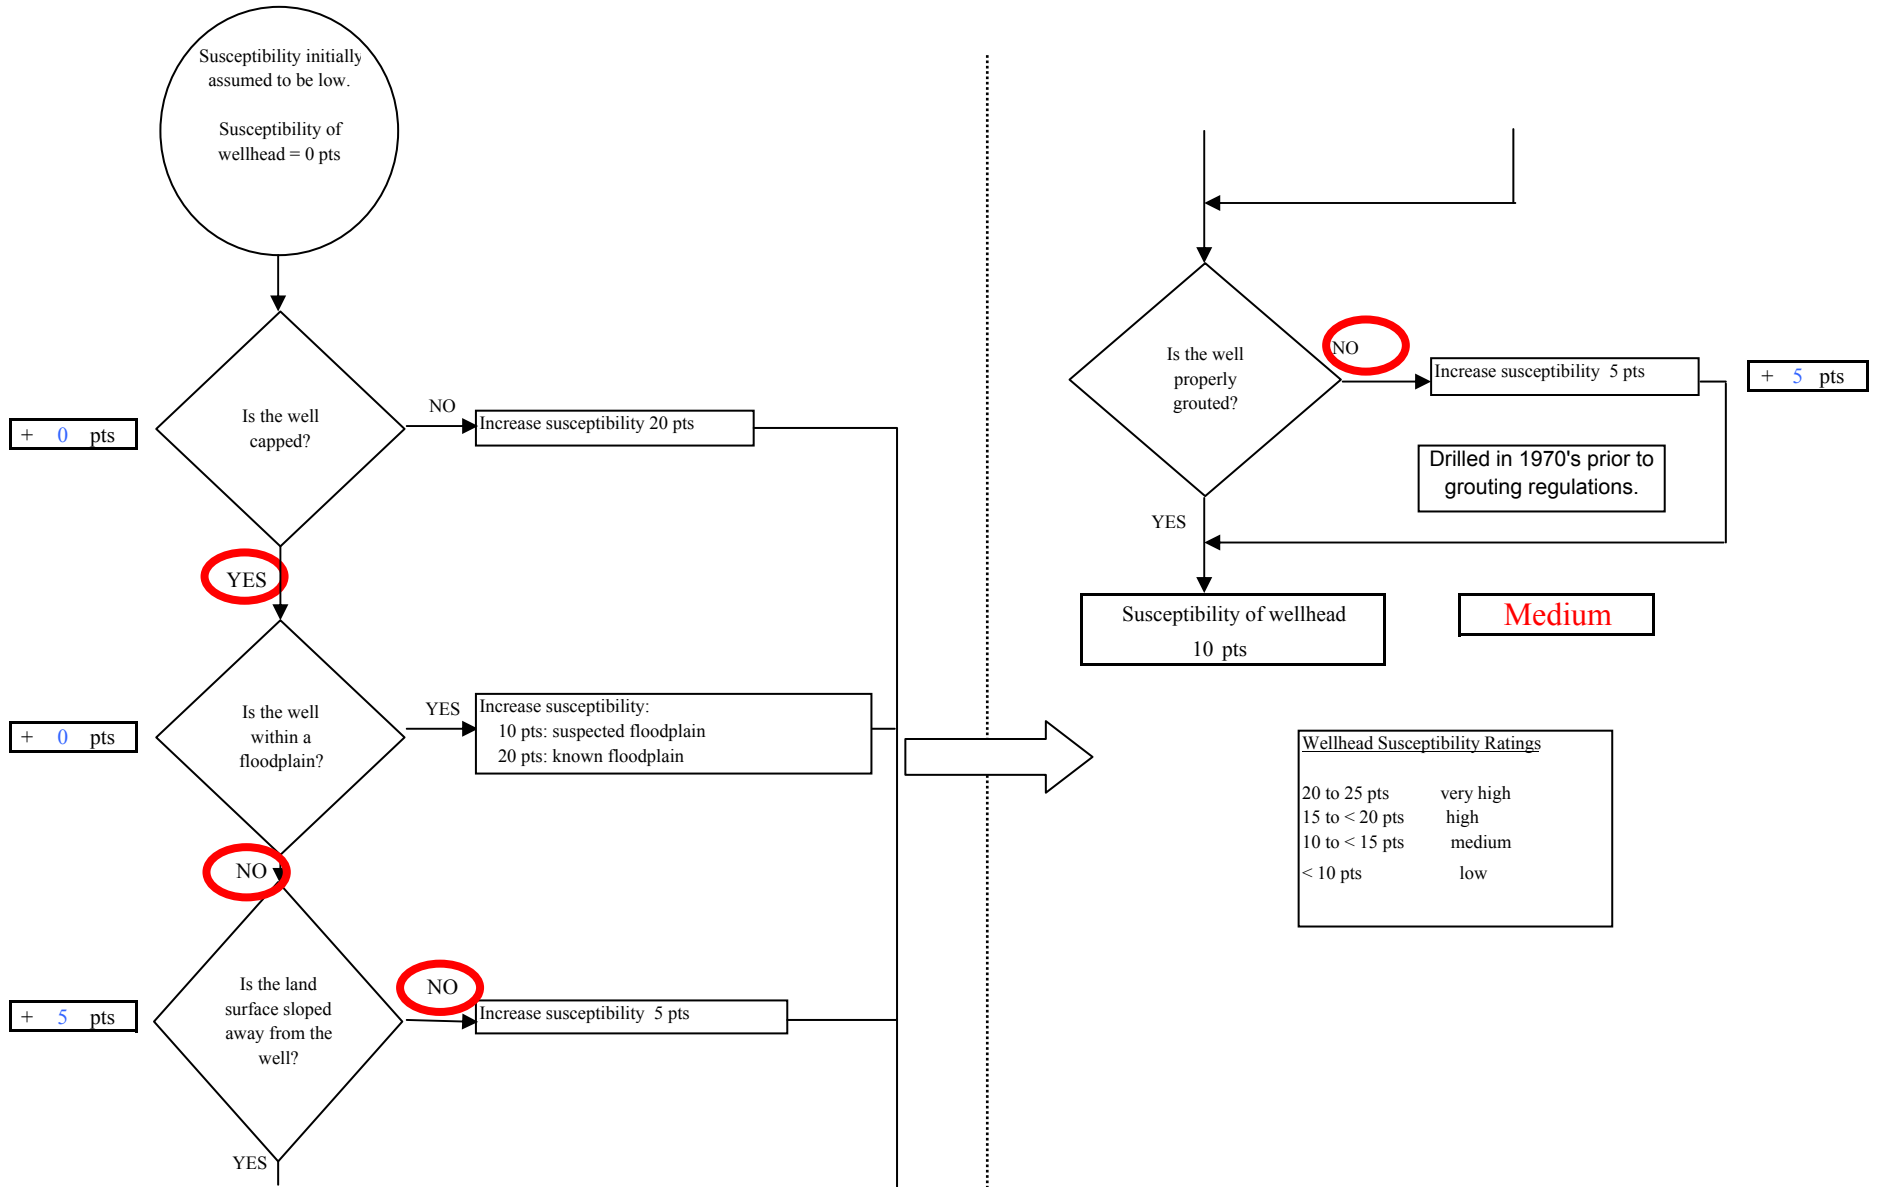 Susceptibility initially
assumed to be low.
Susceptibility of
wellhead = 0 pts
Is the well
capped?
NO
Increase susceptibility 20 pts
+ 0 pts
YES
Is the well
within a
floodplain?
YES
Increase susceptibility:
10 pts: suspected floodplain
20 pts: known floodplain
+ 0 pts
NO
Is the land
surface sloped
away from the
well?
NO
Increase susceptibility 5 pts
+ 5 pts
YES
Is the well
properly
grouted?
NO
Increase susceptibility 5 pts
+ 5 pts
Drilled in 1970's prior to
grouting regulations.
YES
Susceptibility of wellhead
10 pts
Medium
Wellhead Susceptibility Ratings
20 to 25 pts very high
15 to < 20 pts high
10 to < 15 pts medium
< 10 pts low